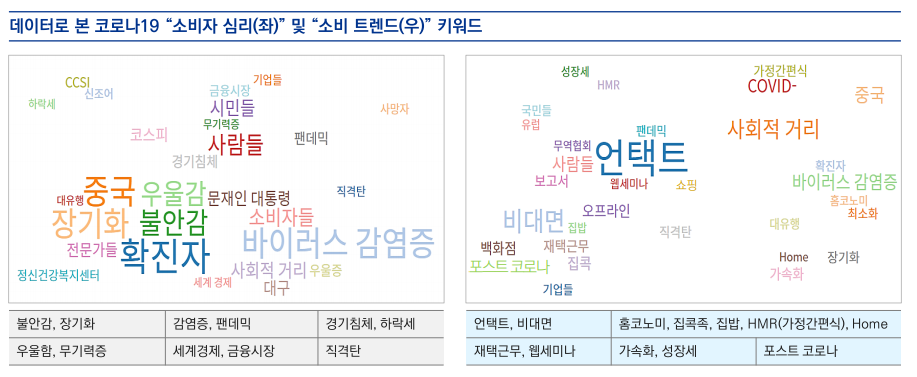 데이터로 본 코로나19 “소비자 심리(좌)” 및 “소비 트렌드(우)” 키워드
CCSI
기업들
신조어
금융시장
하락세
시민들
사망자
무기력증
코스피
사람들
팬데믹
경기침체
중국
우울감
직격탄
대유행
문재인 대통령
장기화
불안감
소비자들
전문가들
확진자
바이러스 감염증
정신건강복지센터
사회적 거리
우울증
세계 경제
대구
불안감, 장기화
감염증, 팬데믹
경기침체, 하락세
우울함, 무기력증
세계경제, 금융시장
직격탄
성장세
가정간편식
HMR
COVID-
중국
국민들
유럽
팬데믹
사회적 거리
무역협회
언택트
사람들
확진자
보고서
웹세미나
쇼핑
바이러스 감염증
홈코노미
최소화
비대면
오프라인
집밥
직격탄
대유행
백화점
재택근무
포스트 코로나
집콕
Home
장기화
가속화
기업들
언택트, 비대면
홈코노미, 집콕족, 집밥, HMR(가정간편식), Home
재택근무, 웹세미나
가속화, 성장세
포스트 코로나